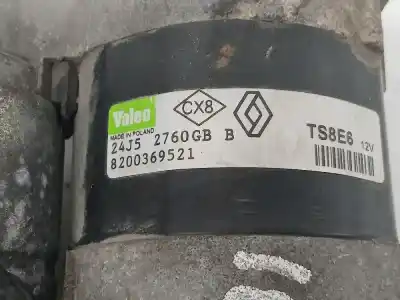 Valeo
MADE IN POLAND
CX8
24J5 2760GB B
8200369521
TS8E6 12V